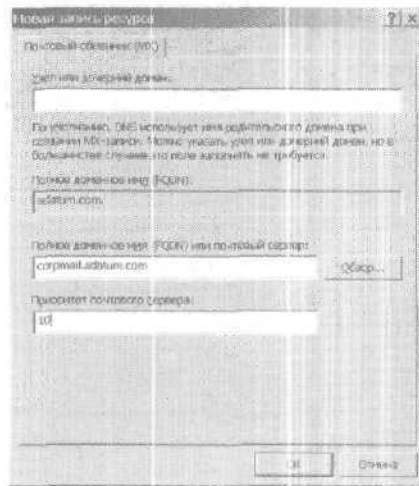 Новая запись ресурса
Почтовый обменник (MX)
Узел или дочерний домен:
По умолчанию, DNS использует имя родительского домена при
создании MX-записи. Можно указать узел или дочерний домен, но в
большинстве случаев это поле заполнять не требуется.
Полное доменное имя (FQDN):
adatum.com
Полное доменное имя (FQDN) или почтовый сервер:
corpmail.adatum.com
Обзор...
Приоритет почтового сервера:
10
ОК
Отмена